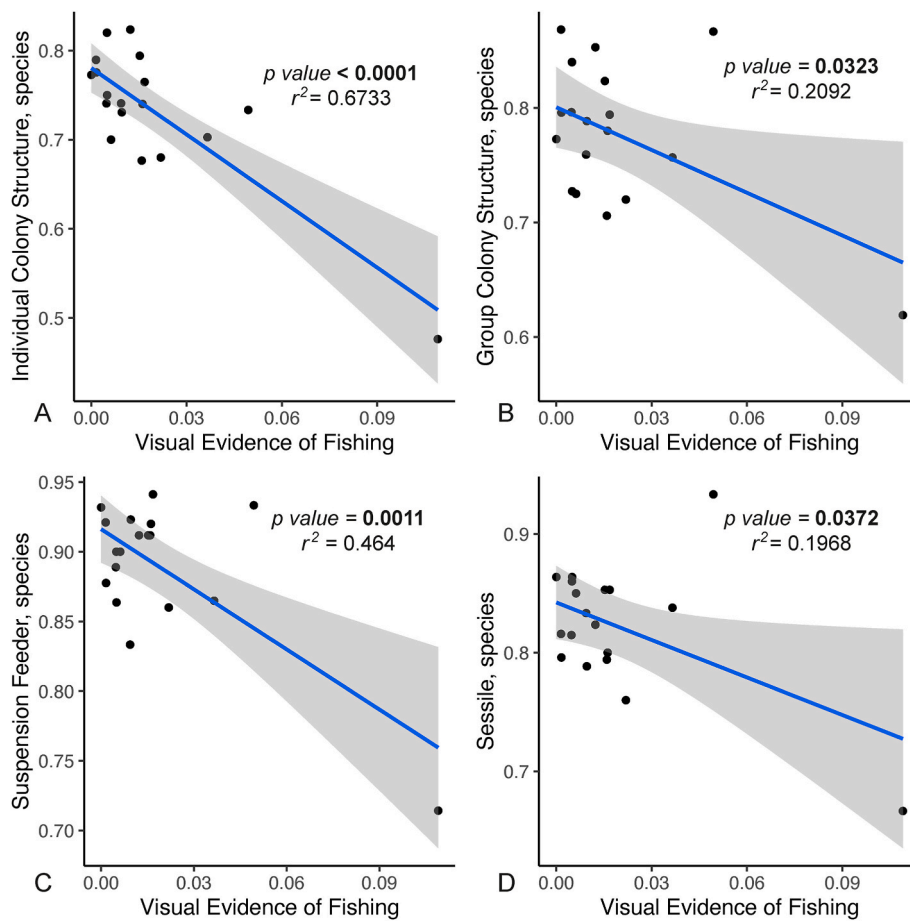 Individual Colony Structure, species
0.8
0.7
0.6
0.5
p value < 0.0001
r² = 0.6733
0.00
0.03
0.06
0.09
A
Visual Evidence of Fishing
Group Colony Structure, species
0.8
0.7
0.6
p value = 0.0323
r² = 0.2092
0.00
0.03
0.06
0.09
B
Visual Evidence of Fishing
Suspension Feeder, species
0.95
0.90
0.85
0.80
0.75
0.70
p value = 0.0011
r² = 0.464
0.00
0.03
0.06
0.09
C
Visual Evidence of Fishing
Sessile, species
0.9
0.8
0.7
p value = 0.0372
r² = 0.1968
0.00
0.03
0.06
0.09
D
Visual Evidence of Fishing